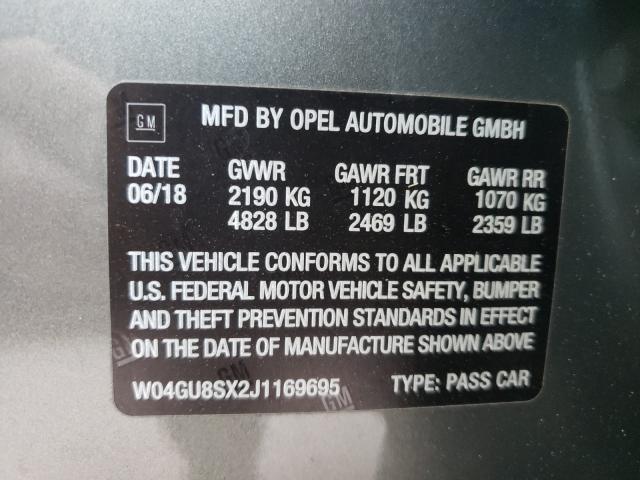 GM
MFD BY OPEL AUTOMOBILE GMBH
DATE GVWR GAWR FRT GAWR RR
06/18 2190 KG 1120 KG 1070 KG
4828 LB 2469 LB 2359 LB
THIS VEHICLE CONFORMS TO ALL APPLICABLE
U.S. FEDERAL MOTOR VEHICLE SAFETY, BUMPER
AND THEFT PREVENTION STANDARDS IN EFFECT
ON THE DATE OF MANUFACTURE SHOWN ABOVE
W04GU8SX2J1169695 TYPE: PASS CAR